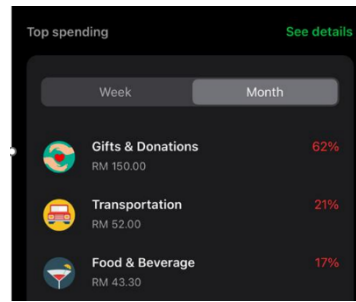 Top spending See details
Week Month
Gifts & Donations 62%
RM 150.00
Transportation 21%
RM 52.00
Food & Beverage 17%
RM 43.30